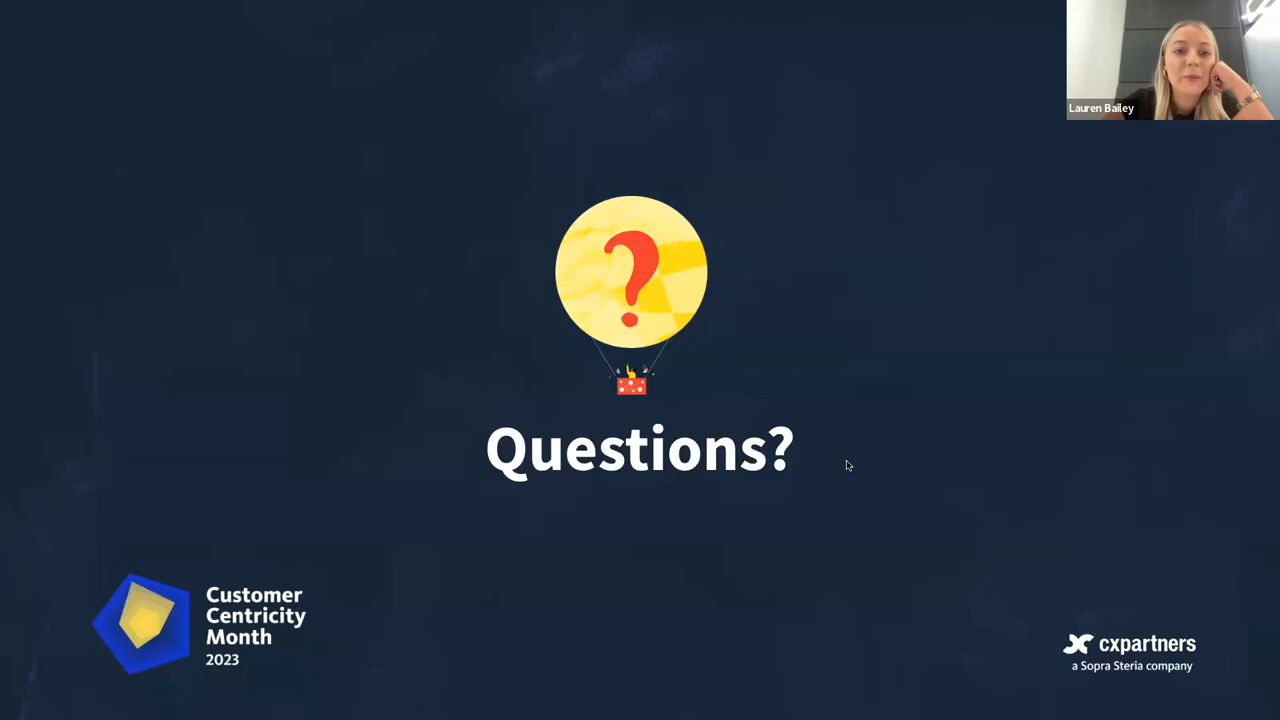 Lauren Bailey
?
Questions?
Customer
Centricity
Month
2023
cxpartners
a Sopra Steria company